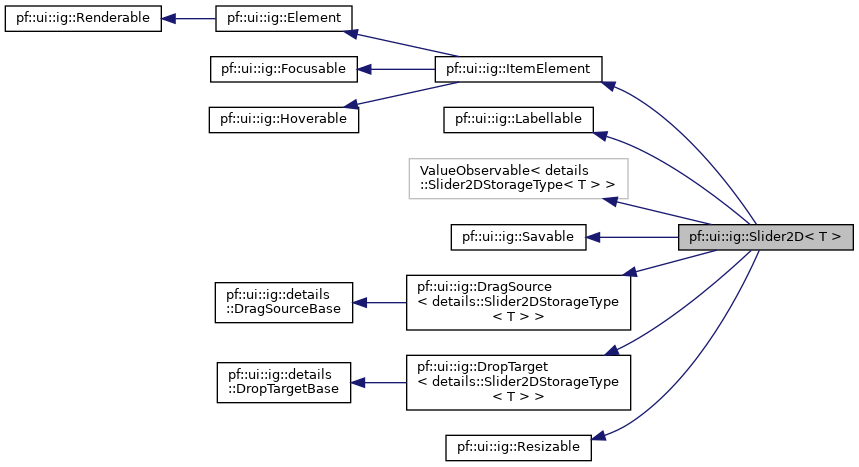 pf::ui::ig::Renderable
pf::ui::ig::Element
pf::ui::ig::Focusable
pf::ui::ig::ItemElement
pf::ui::ig::Hoverable
pf::ui::ig::Labellable
ValueObservable< details
::Slider2DStorageType< T > >
pf::ui::ig::Savable
pf::ui::ig::Slider2D< T >
pf::ui::ig::details
::DragSourceBase
pf::ui::ig::DragSource
< details::Slider2DStorageType
< T > >
pf::ui::ig::details
::DropTargetBase
pf::ui::ig::DropTarget
< details::Slider2DStorageType
< T > >
pf::ui::ig::Resizable